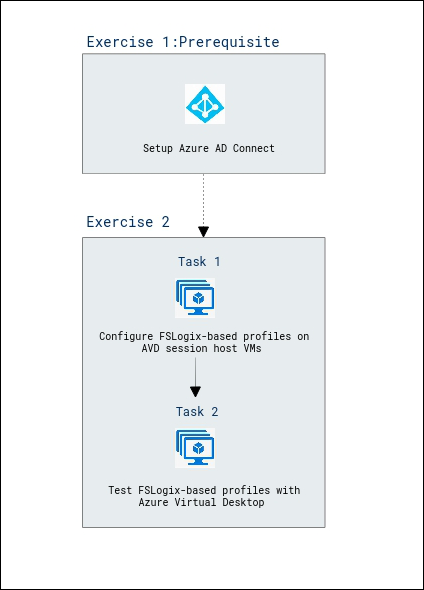 Exercise 1:Prerequisite
Setup Azure AD Connect
Exercise 2
Task 1
Configure FSLogix-based profiles on
AVD session host VMs
Task 2
Test FSLogix-based profiles with
Azure Virtual Desktop